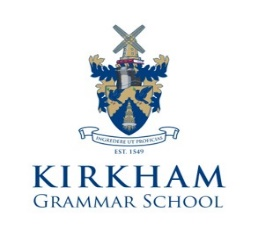 INGREDERE UT PROFICIAS
EST. 1549
KIRKHAM
GRAMMAR SCHOOL